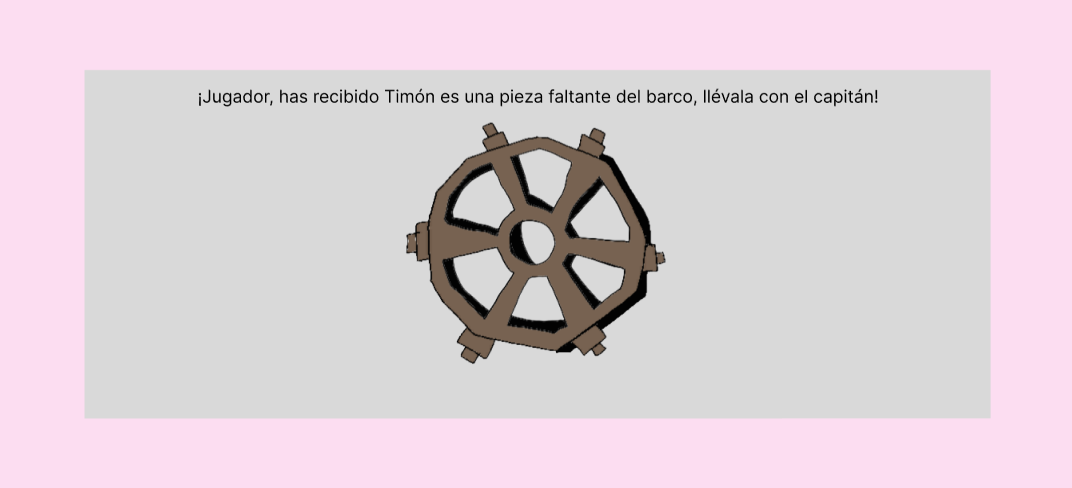 ¡Jugador, has recibido Timón es una pieza faltante del barco, llévala con el capitán!